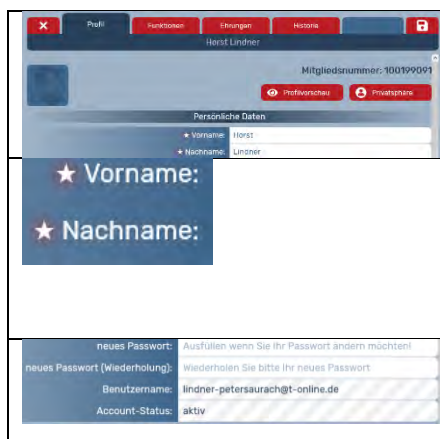 Profil Funktionen Ehrungen Historie
Horst Lindner
Mitgliedsnummer: 100199091
Profilvorschau Privatsphäre
Persönliche Daten
Vorname: Horst
Nachname: Lindner
Vorname:
Nachname:
neues Passwort: Ausfüllen wenn Sie Ihr Passwort ändern möchten!
neues Passwort (Wiederholung): Wiederholen Sie bitte Ihr neues Passwort
Benutzername: lindner-petersaurach@t-online.de
Account-Status: aktiv